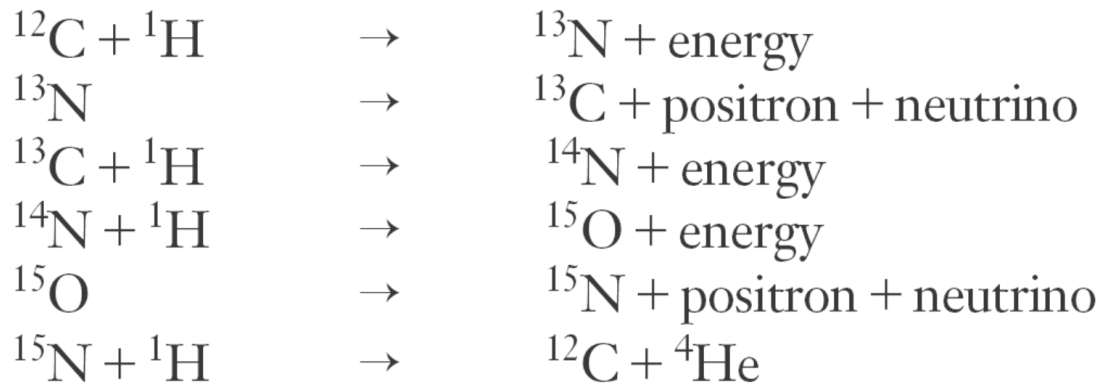 ¹²C + ¹H → ¹³N + energy
¹³N → ¹³C + positron + neutrino
¹³C + ¹H → ¹⁴N + energy
¹⁴N + ¹H → ¹⁵O + energy
¹⁵O → ¹⁵N + positron + neutrino
¹⁵N + ¹H → ¹²C + ⁴He